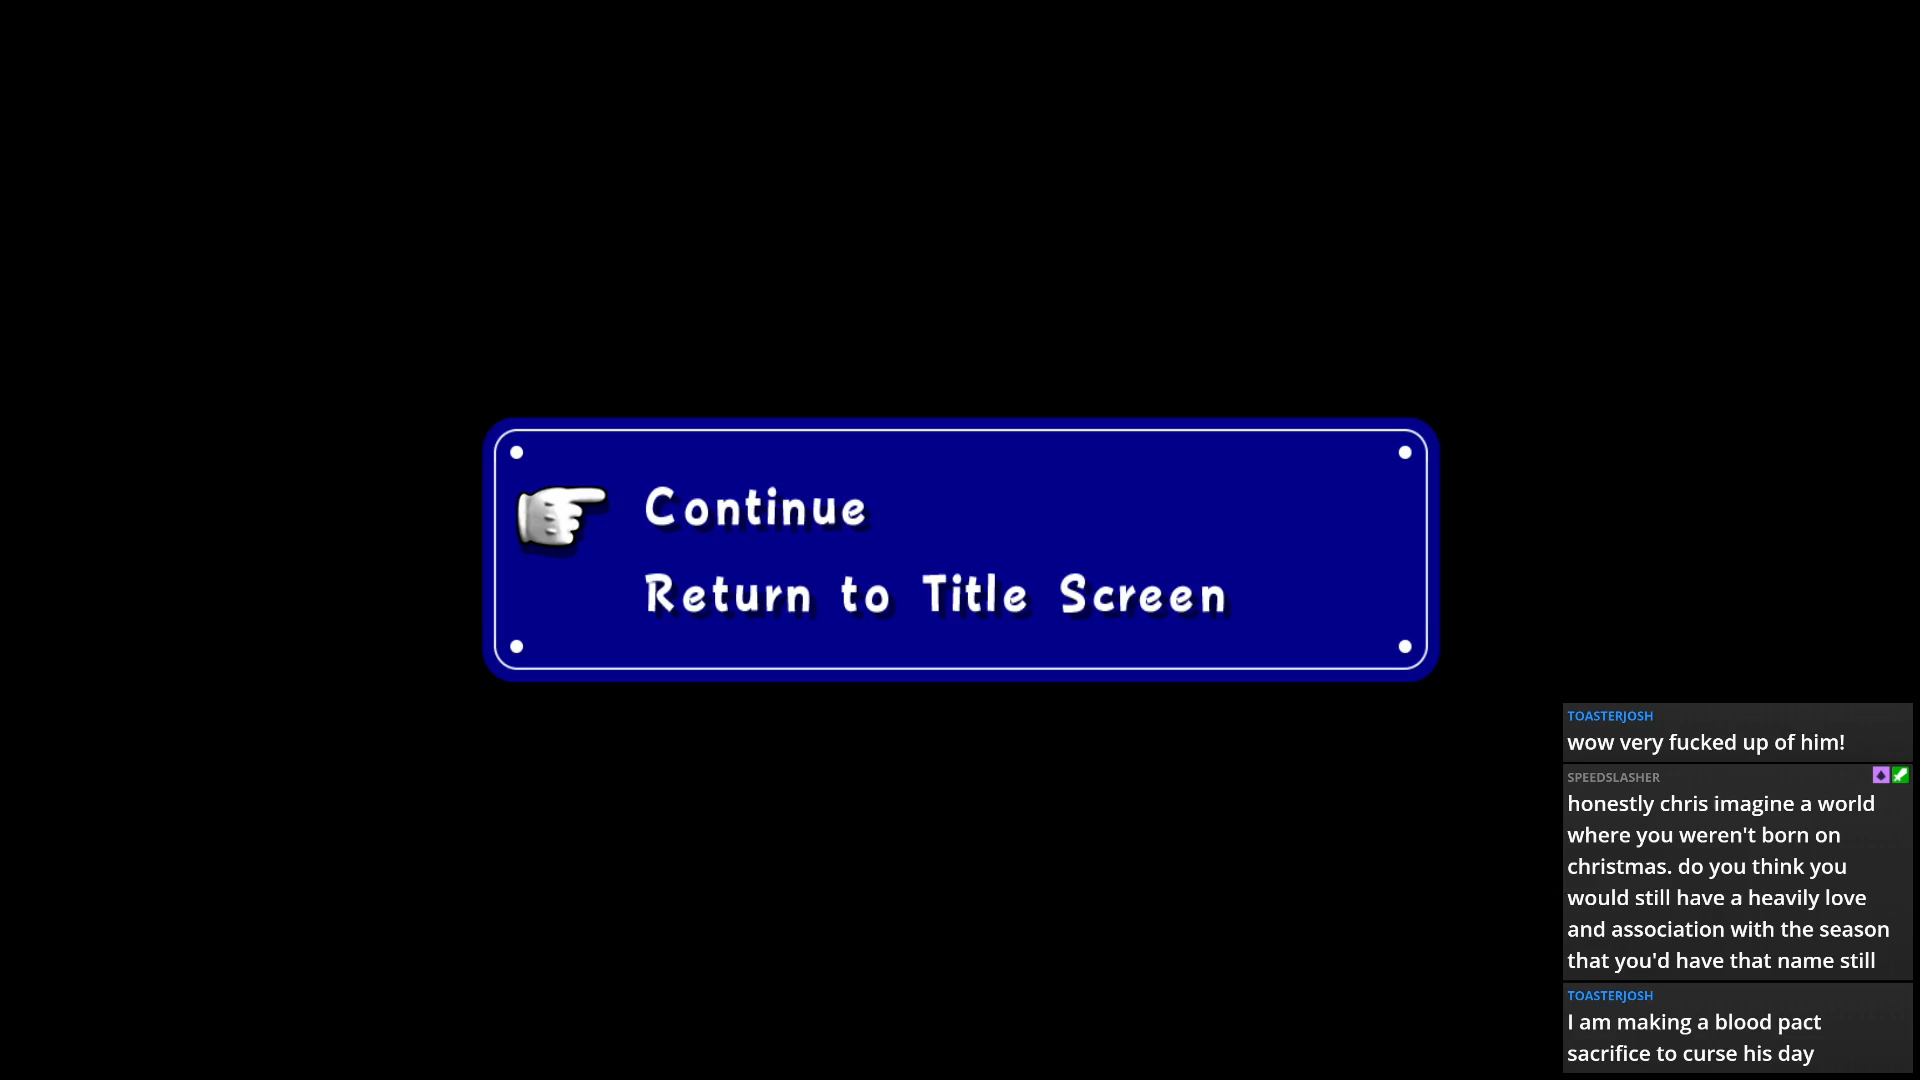 Continue
Return to Title Screen
TOASTERJOSH
wow very fucked up of him!
SPEEDSLASHER
honestly chris imagine a world
where you weren't born on
christmas. do you think you
would still have a heavily love
and association with the season
that you'd have that name still
TOASTERJOSH
I am making a blood pact
sacrifice to curse his day